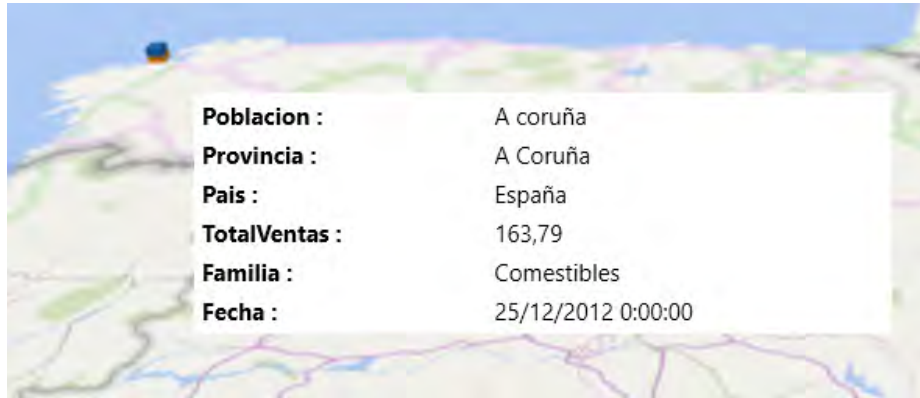 Poblacion : A coruña
Provincia : A Coruña
Pais : España
TotalVentas : 163,79
Familia : Comestibles
Fecha : 25/12/2012 0:00:00